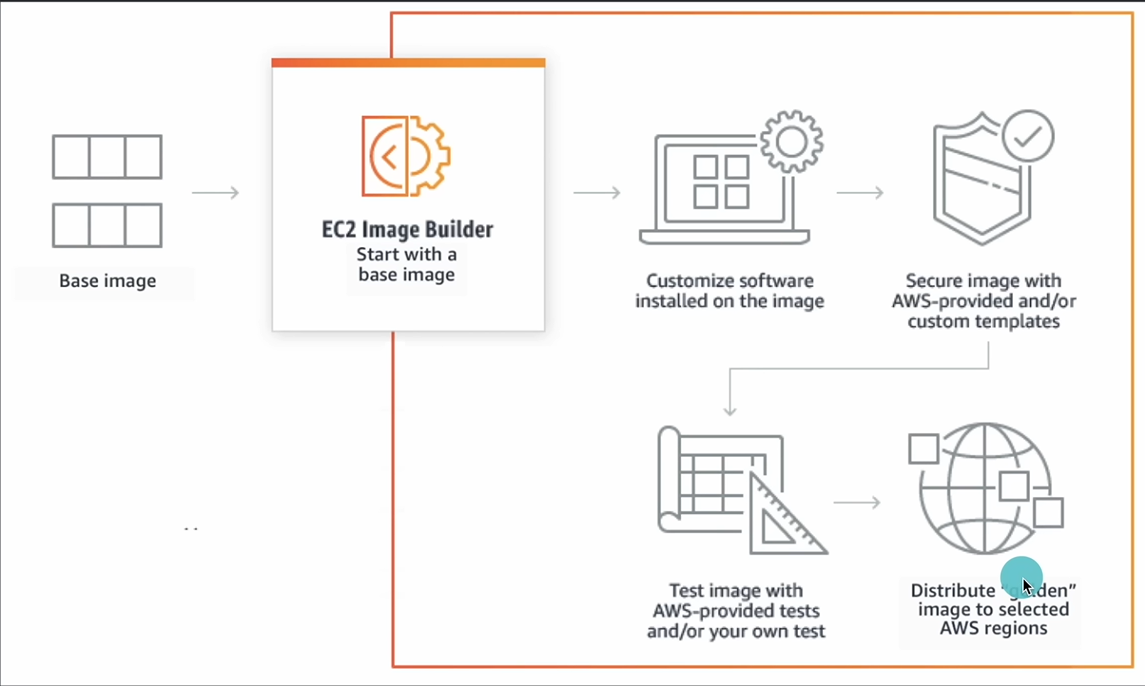 Base image
EC2 Image Builder
Start with a
base image
Customize software
installed on the image
Secure image with
AWS-provided and/or
custom templates
Test image with
AWS-provided tests
and/or your own test
Distribute “golden”
image to selected
AWS regions